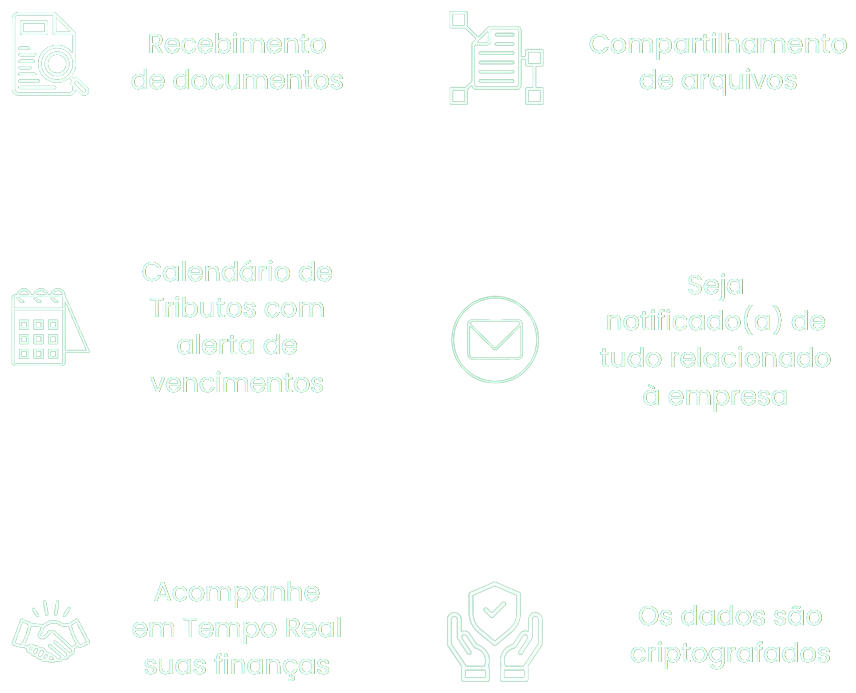 Recebimento
de documentos
Compartilhamento
de arquivos
Calendário de
Tributos com
alerta de
vencimentos
Seja
notificado(a) de
tudo relacionado
à empresa
Acompanhe
em Tempo Real
suas finanças
Os dados são
criptografados